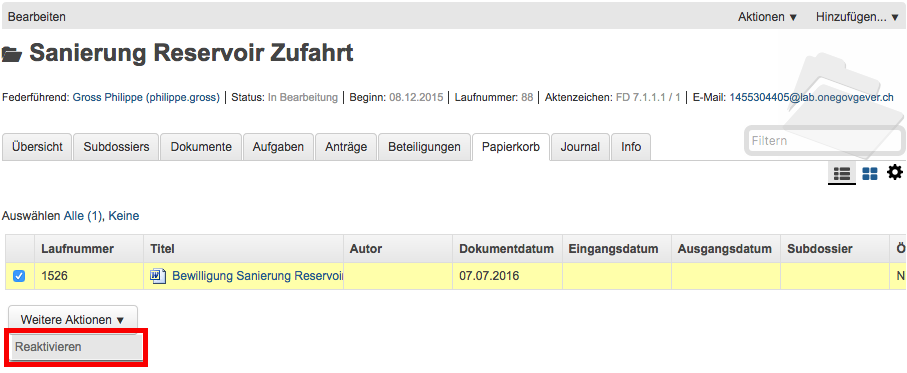 Bearbeiten Aktionen ▼ Hinzufügen... ▼
Sanierung Reservoir Zufahrt
Federführend: Gross Philippe (philippe.gross) | Status: In Bearbeitung | Beginn: 08.12.2015 | Laufnummer: 88 | Aktenzeichen: FD 7.1.1.1 / 1 | E-Mail: 1455304405@lab.onegovgever.ch
Übersicht Subdossiers Dokumente Aufgaben Anträge Beteiligungen Papierkorb Journal Info Filtern
Auswählen Alle (1), Keine
Laufnummer Titel Autor Dokumentdatum Eingangsdatum Ausgangsdatum Subdossier Ö
1526 Bewilligung Sanierung Reservoir 07.07.2016 N
Weitere Aktionen ▼
Reaktivieren